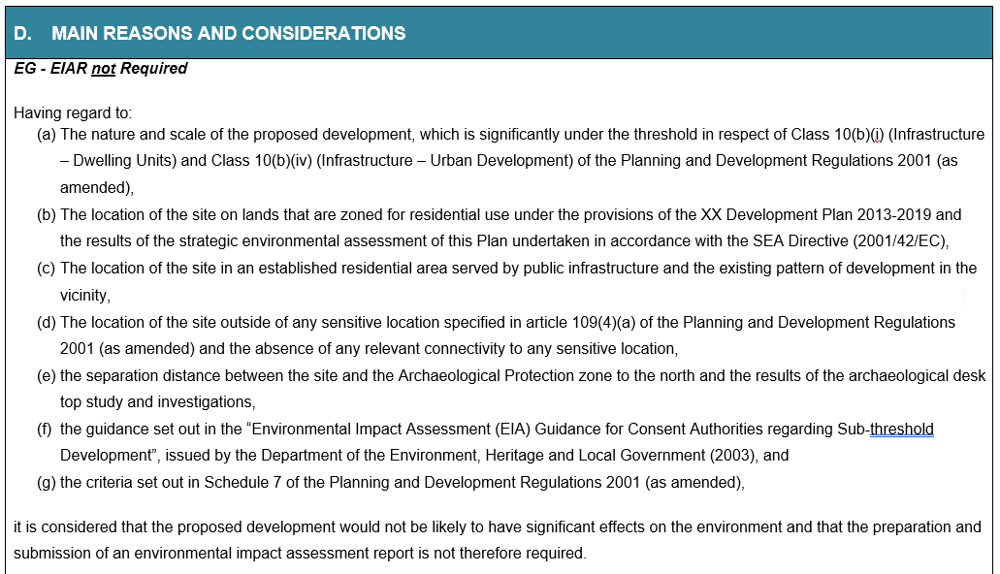 D. MAIN REASONS AND CONSIDERATIONS
EG - EIAR not Required
Having regard to:
(a) The nature and scale of the proposed development, which is significantly under the threshold in respect of Class 10(b)(i) (Infrastructure
– Dwelling Units) and Class 10(b)(iv) (Infrastructure – Urban Development) of the Planning and Development Regulations 2001 (as
amended),
(b) The location of the site on lands that are zoned for residential use under the provisions of the XX Development Plan 2013-2019 and
the results of the strategic environmental assessment of this Plan undertaken in accordance with the SEA Directive (2001/42/EC),
(c) The location of the site in an established residential area served by public infrastructure and the existing pattern of development in the
vicinity,
(d) The location of the site outside of any sensitive location specified in article 109(4)(a) of the Planning and Development Regulations
2001 (as amended) and the absence of any relevant connectivity to any sensitive location,
(e) the separation distance between the site and the Archaeological Protection zone to the north and the results of the archaeological desk
top study and investigations,
(f) the guidance set out in the “Environmental Impact Assessment (EIA) Guidance for Consent Authorities regarding Sub-threshold
Development”, issued by the Department of the Environment, Heritage and Local Government (2003), and
(g) the criteria set out in Schedule 7 of the Planning and Development Regulations 2001 (as amended),
it is considered that the proposed development would not be likely to have significant effects on the environment and that the preparation and
submission of an environmental impact assessment report is not therefore required.